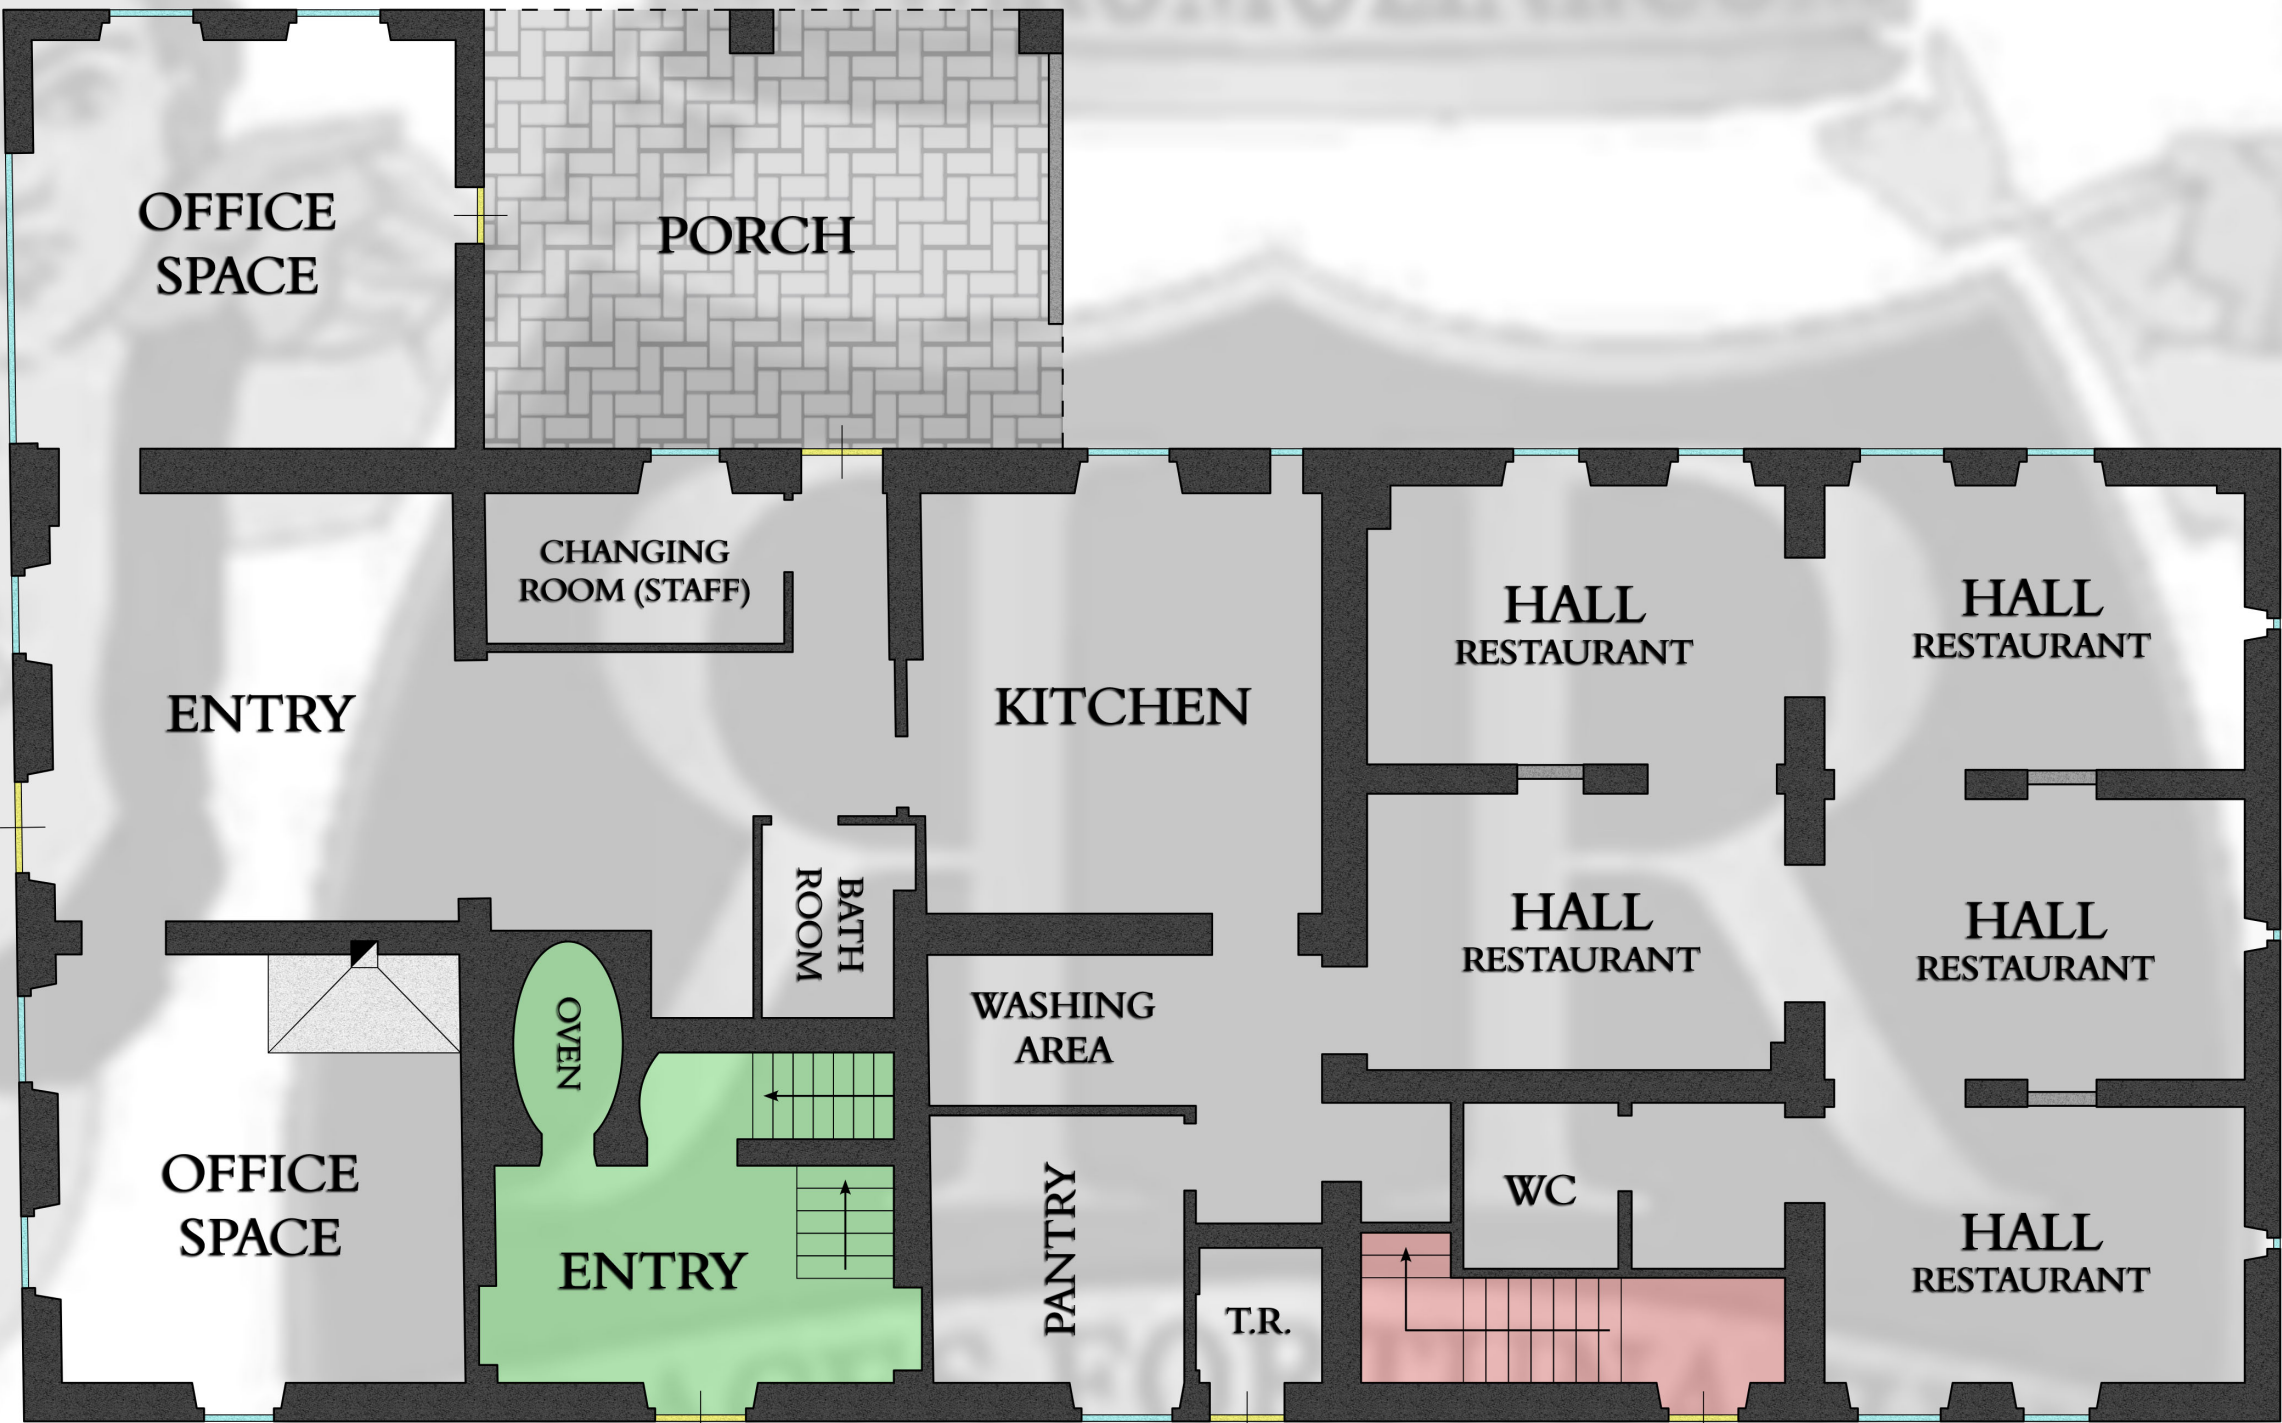 OFFICE
SPACE
PORCH
CHANGING
ROOM (STAFF)
ENTRY
KITCHEN
HALL
RESTAURANT
HALL
RESTAURANT
BATH
ROOM
HALL
RESTAURANT
HALL
RESTAURANT
OVEN
WASHING
AREA
OFFICE
SPACE
ENTRY
PANTRY
T.R.
WC
HALL
RESTAURANT